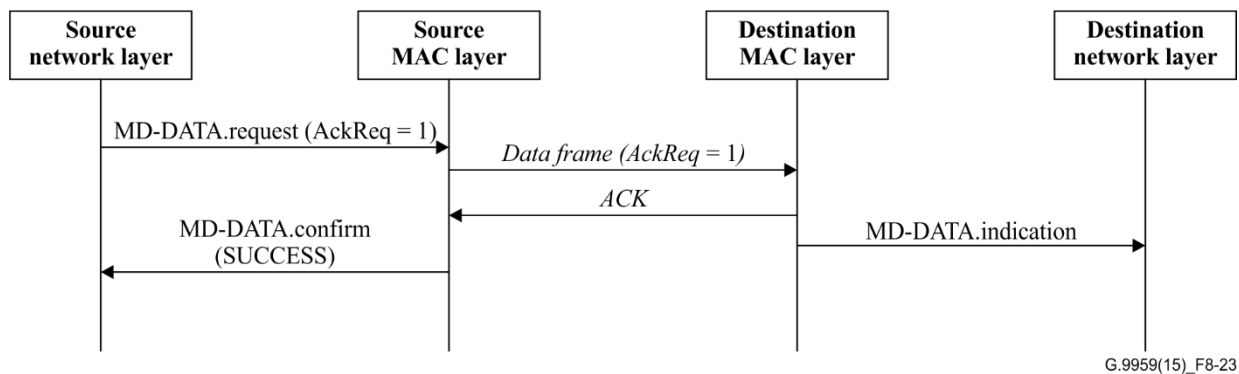 Source
network layer
Source
MAC layer
Destination
MAC layer
Destination
network layer
MD-DATA.request (AckReq = 1)
Data frame (AckReq = 1)
ACK
MD-DATA.confirm
(SUCCESS)
MD-DATA.indication
G.9959(15)_F8-23